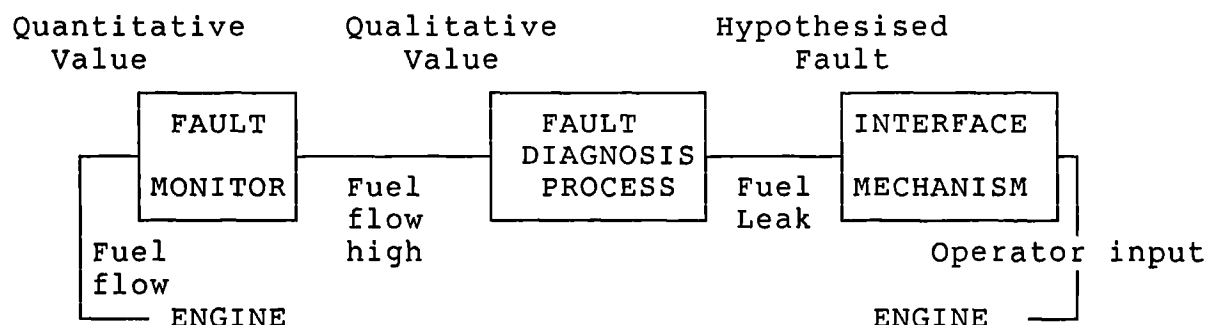 Quantitative Value
Qualitative Value
Hypothesised Fault
FAULT MONITOR
FAULT DIAGNOSIS PROCESS
INTERFACE MECHANISM
Fuel flow
Fuel flow high
Fuel Leak
Operator input
ENGINE
ENGINE